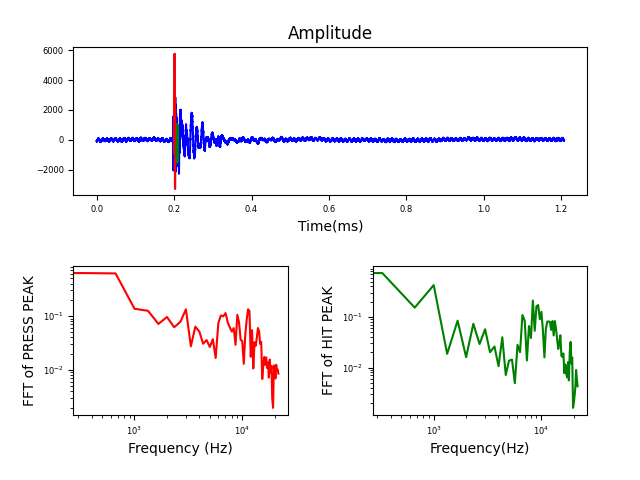 Amplitude
6000
4000
2000
0
−2000
0.0 0.2 0.4 0.6 0.8 1.0 1.2
Time(ms)
FFT of PRESS PEAK
10⁻¹
10⁻²
10³ 10⁴
Frequency (Hz)
FFT of HIT PEAK
10⁻¹
10⁻²
10³ 10⁴
Frequency(Hz)